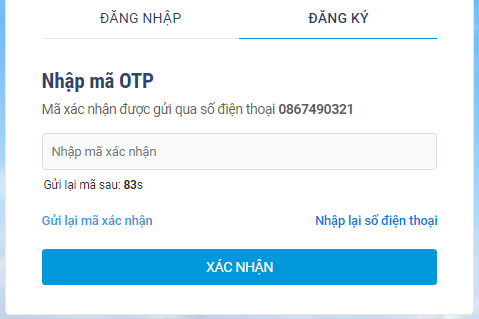 ĐĂNG NHẬP ĐĂNG KÝ
Nhập mã OTP
Mã xác nhận được gửi qua số điện thoại 0867490321
Nhập mã xác nhận
Gửi lại mã sau: 83s
Gửi lại mã xác nhận Nhập lại số điện thoại
XÁC NHẬN